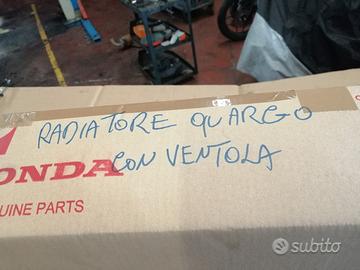 RADIATORE QUARGO
CON VENTOLA
ONDA
UINE PARTS
subito